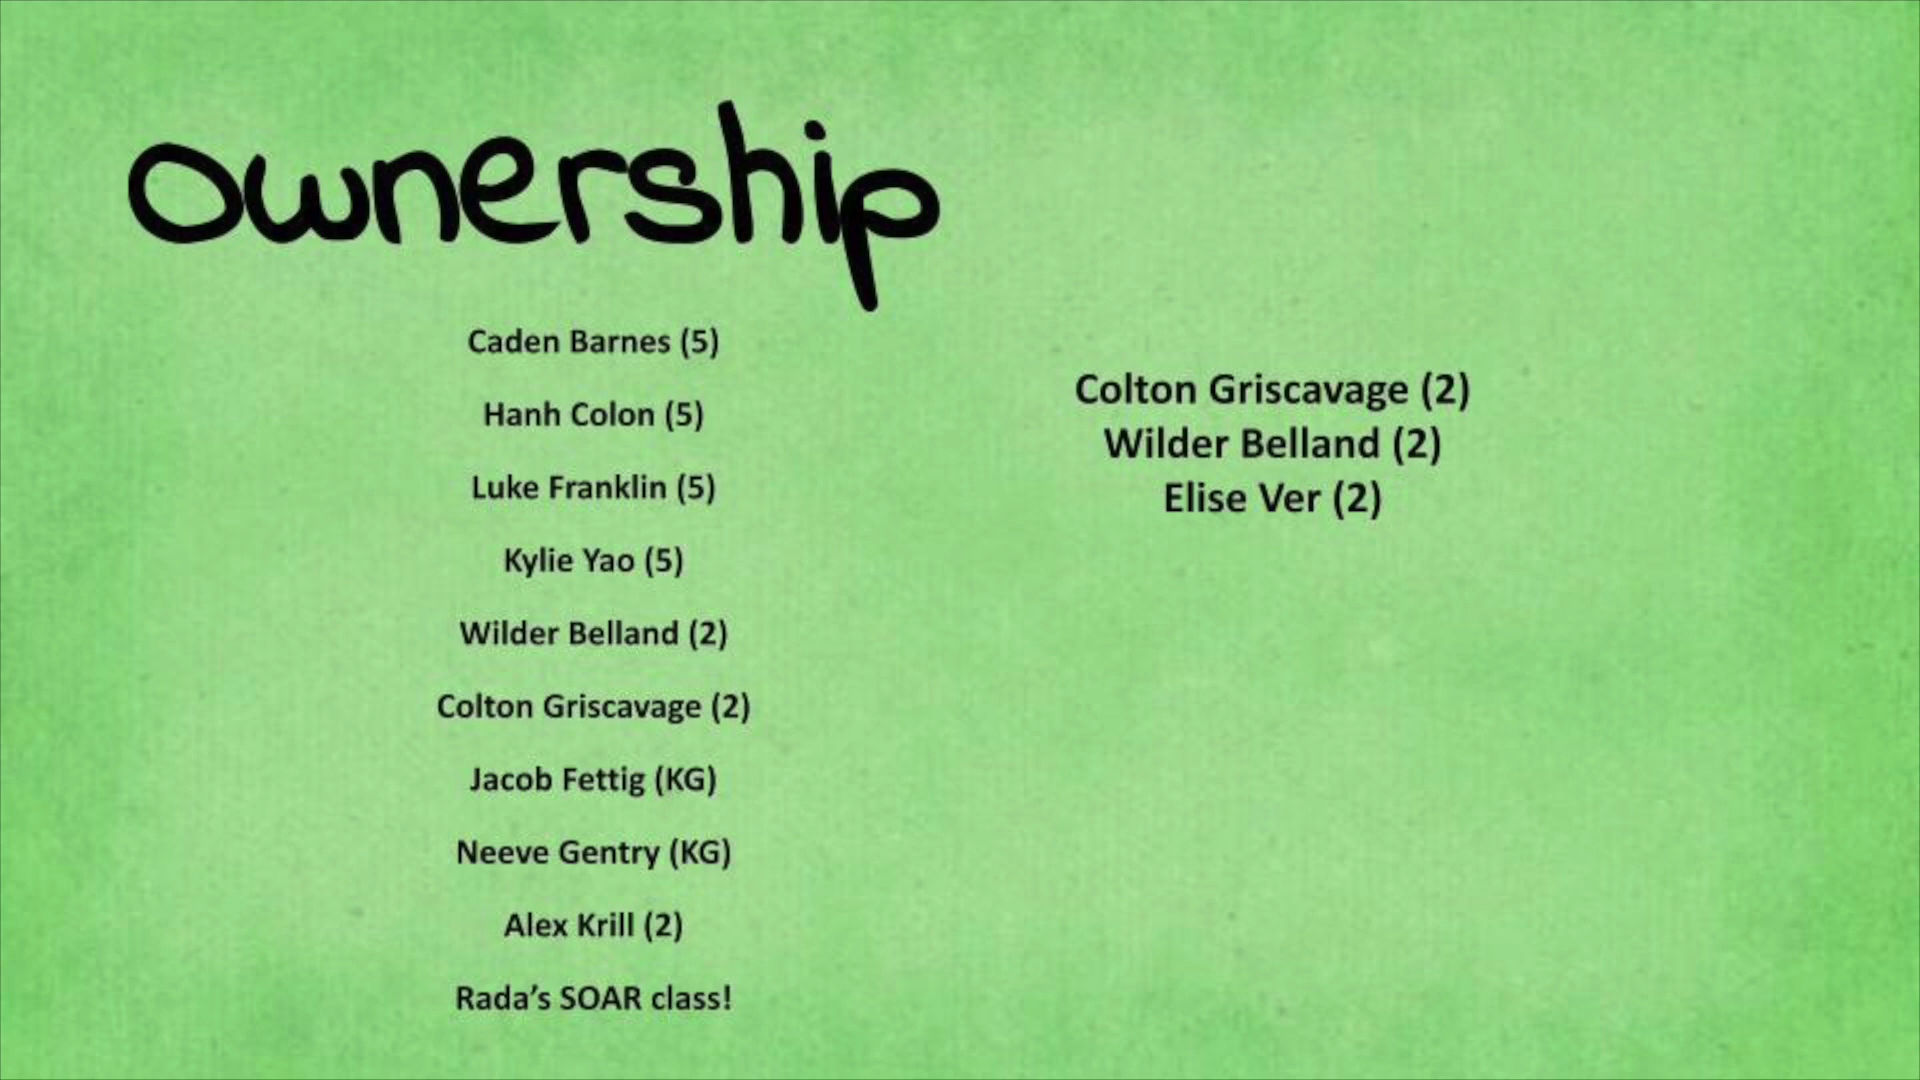 ownership
Caden Barnes (5)
Hanh Colon (5)
Luke Franklin (5)
Kylie Yao (5)
Wilder Belland (2)
Colton Griscavage (2)
Jacob Fettig (KG)
Neeve Gentry (KG)
Alex Krill (2)
Rada’s SOAR class!
Colton Griscavage (2)
Wilder Belland (2)
Elise Ver (2)